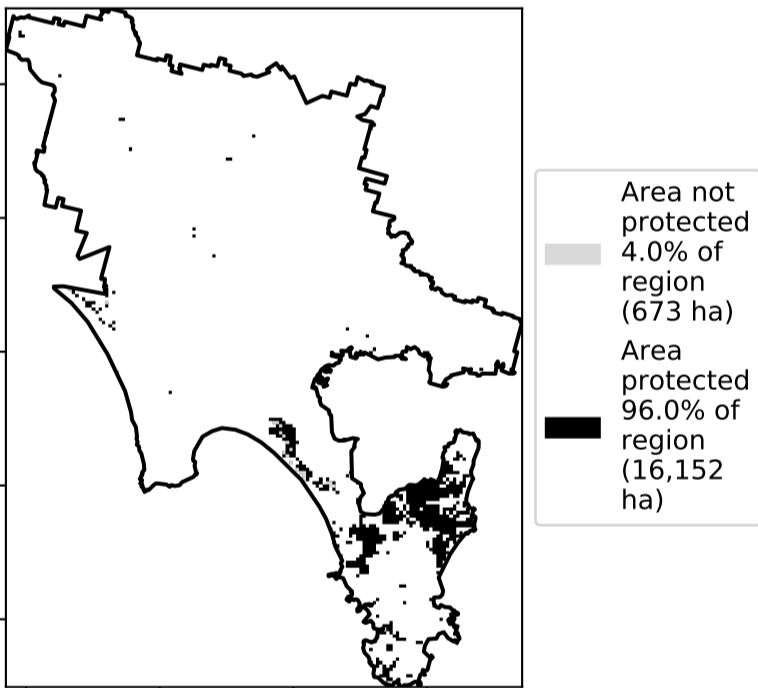 Area not
protected
4.0% of
region
(673 ha)
Area
protected
96.0% of
region
(16,152
ha)